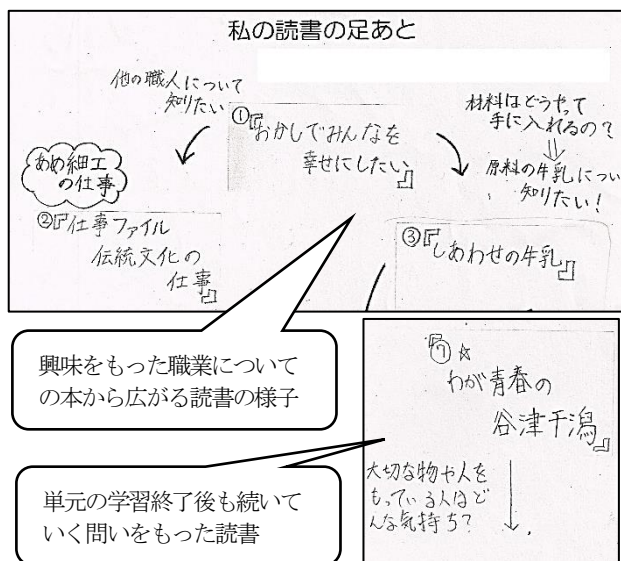 私の読書の足あと
他の職人について
知りたい
①『おかしでみんなを
幸せにしたい』
材料はどうやって
手に入れるの？
⇓
原料の牛乳につい
知りたい！
あめ細工
の仕事
②『仕事ファイル
伝統文化の
仕事』
③『しあわせの牛乳』
興味をもった職業について
の本から広がる読書の様子
⑦☆
『わが青春の
谷津干潟』
大切な物や人を
もっている人はど
んな気持ち？
単元の学習終了後も続いて
いく問いをもった読書